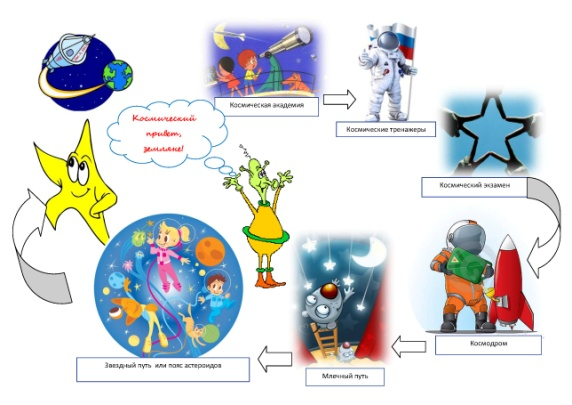 Космическая академия
Космические тренажеры
Космический
привет,
земляне!
Космический экзамен
Космодром
Млечный путь
Звездный путь или пояс астероидов